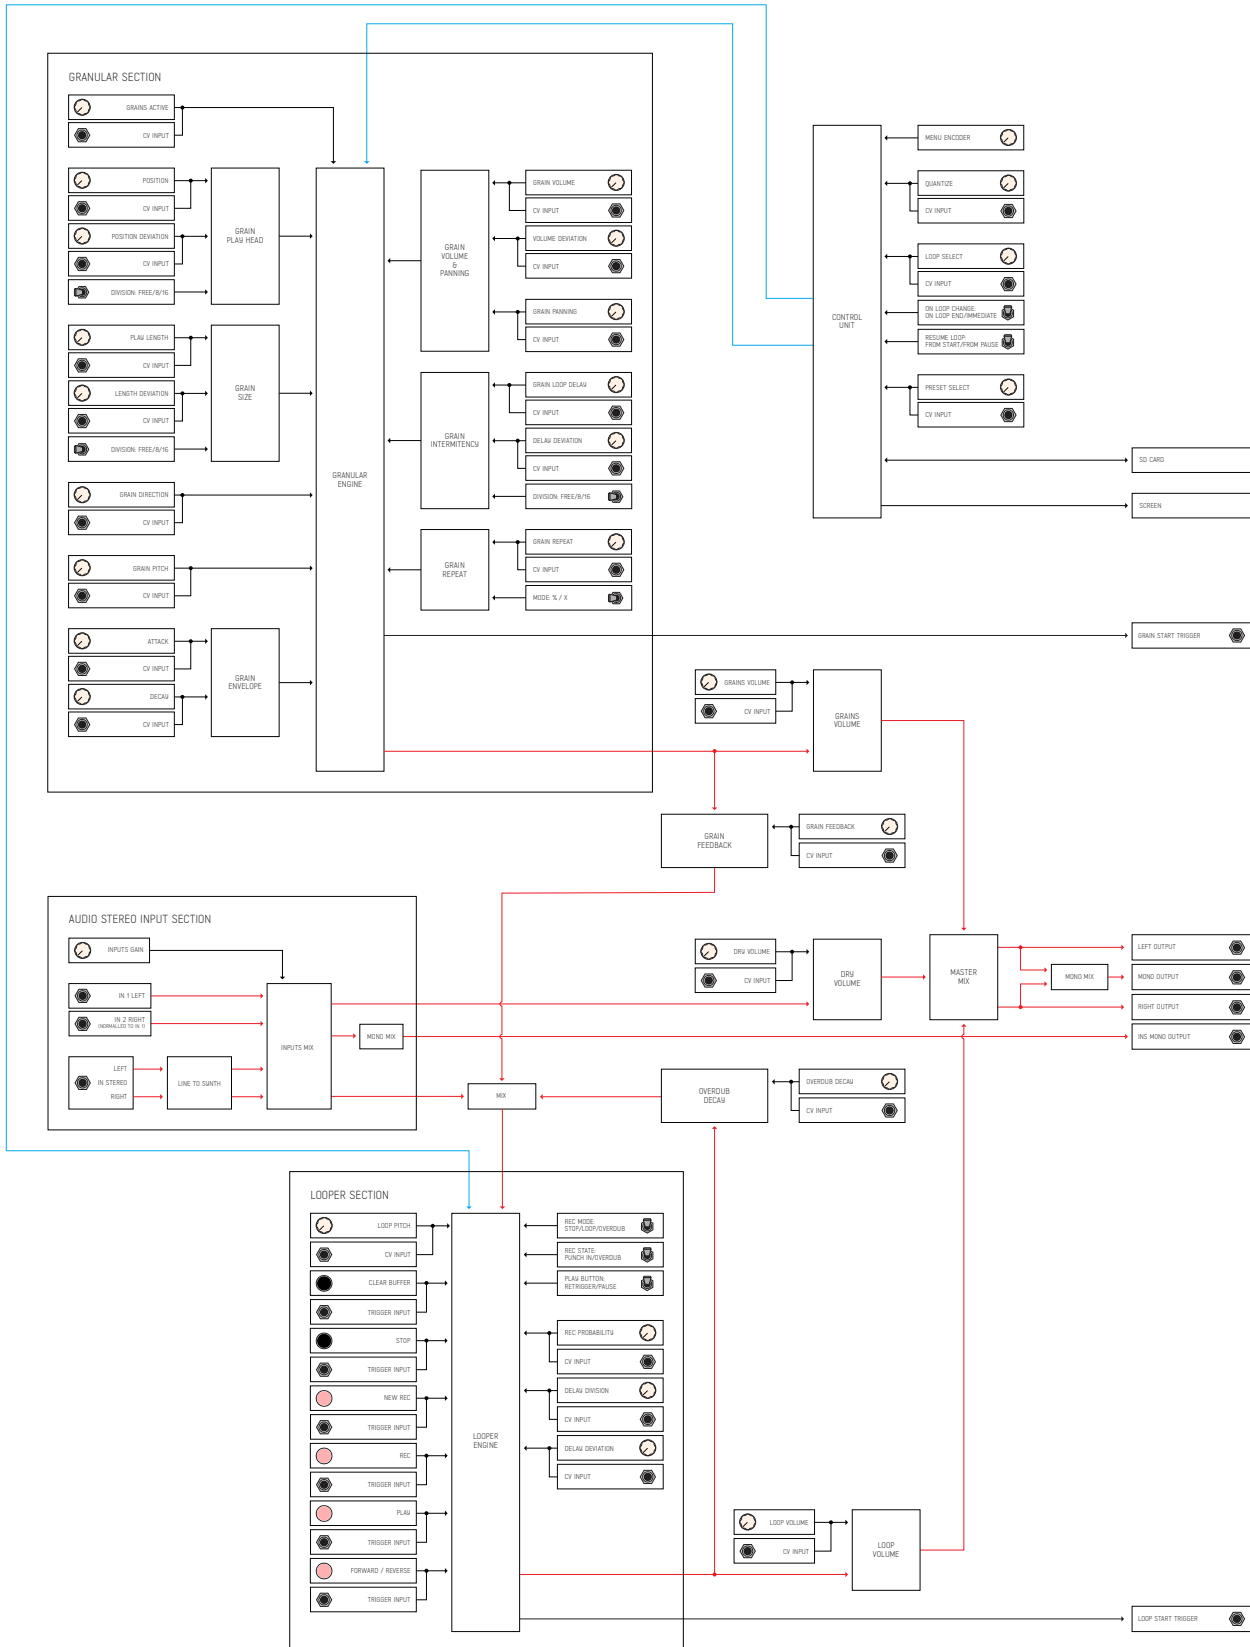 GRANULAR SECTION
GRAINS ACTIVE
CV INPUT
POSITION
CV INPUT
POSITION DEVIATION
CV INPUT
DIVISION: FREE/8/16
GRAIN
PLAY HEAD
PLAY LENGTH
CV INPUT
LENGTH DEVIATION
CV INPUT
DIVISION: FREE/8/16
GRAIN
SIZE
GRAIN DIRECTION
CV INPUT
GRAIN PITCH
CV INPUT
ATTACK
CV INPUT
DECAY
CV INPUT
GRAIN
ENVELOPE
GRANULAR
ENGINE
GRAIN
VOLUME
&
PANNING
GRAIN VOLUME
CV INPUT
VOLUME DEVIATION
CV INPUT
GRAIN PANNING
CV INPUT
GRAIN
INTERMITENCY
GRAIN LOOP DELAY
CV INPUT
DELAY DEVIATION
CV INPUT
DIVISION: FREE/8/16
GRAIN
REPEAT
GRAIN REPEAT
CV INPUT
MODE: % / X
CONTROL
UNIT
MENU ENCODER
QUANTIZE
CV INPUT
LOOP SELECT
CV INPUT
ON LOOP CHANGE:
ON LOOP END/IMMEDIATE
RESUME LOOP:
FROM START/FROM PAUSE
PRESET SELECT
CV INPUT
SD CARD
SCREEN
GRAIN START TRIGGER
GRAINS VOLUME
CV INPUT
GRAINS
VOLUME
GRAIN
FEEDBACK
GRAIN FEEDBACK
CV INPUT
AUDIO STEREO INPUT SECTION
INPUTS GAIN
IN 1 LEFT
IN 2 RIGHT
(NORMALLED TO IN 1)
LEFT
IN STEREO
RIGHT
LINE TO SYNTH
INPUTS MIX
MONO MIX
MIX
DRY VOLUME
CV INPUT
DRY
VOLUME
MASTER
MIX
MONO MIX
LEFT OUTPUT
MONO OUTPUT
RIGHT OUTPUT
INS MONO OUTPUT
OVERDUB
DECAY
OVERDUB DECAY
CV INPUT
LOOPER SECTION
LOOP PITCH
CV INPUT
CLEAR BUFFER
TRIGGER INPUT
STOP
TRIGGER INPUT
NEW REC
TRIGGER INPUT
REC
TRIGGER INPUT
PLAY
TRIGGER INPUT
FORWARD / REVERSE
TRIGGER INPUT
LOOPER
ENGINE
REC MODE:
STOP/LOOP/OVERDUB
REC STATE:
PUNCH IN/OVERDUB
PLAY BUTTON:
RETRIGGER/PAUSE
REC PROBABILITY
CV INPUT
DELAY DIVISION
CV INPUT
DELAY DEVIATION
CV INPUT
LOOP VOLUME
CV INPUT
LOOP
VOLUME
LOOP START TRIGGER